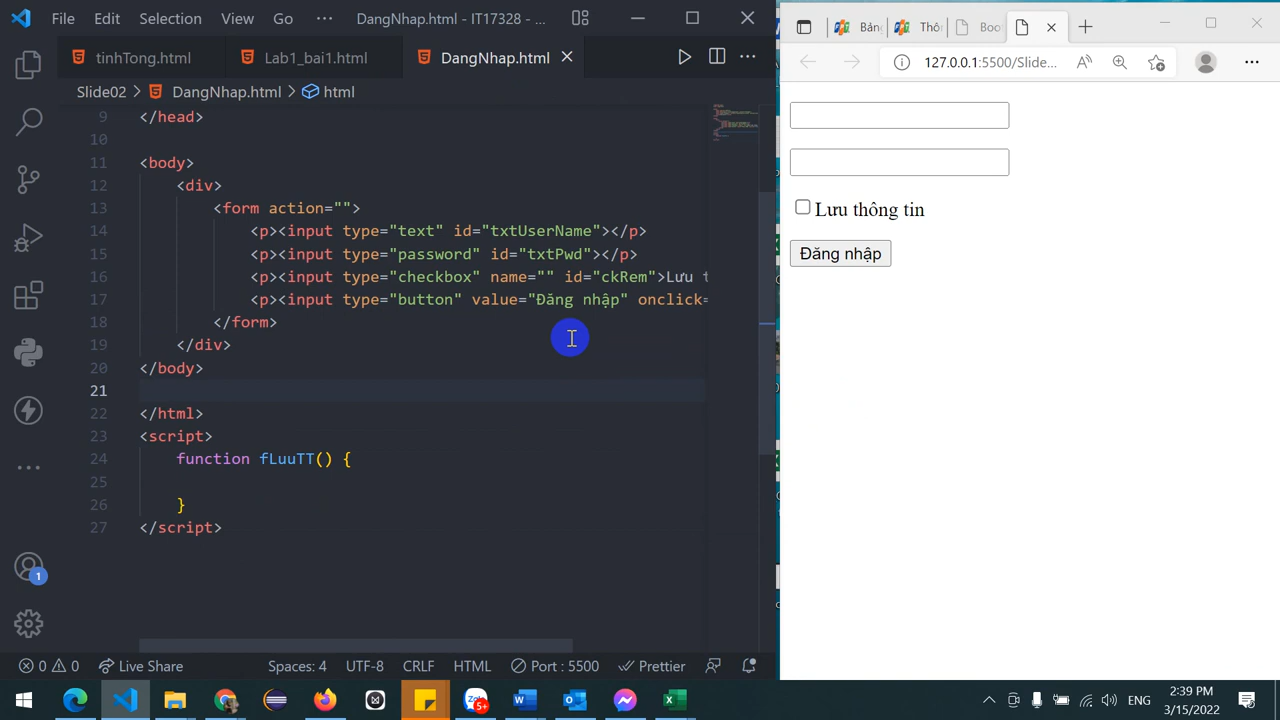 File Edit Selection View Go ··· DangNhap.html - IT17328 - ...
tinhTong.html Lab1_bai1.html DangNhap.html
Slide02 > DangNhap.html > html
9 </head>
10
11 <body>
12 <div>
13 <form action="">
14 <p><input type="text" id="txtUserName"></p>
15 <p><input type="password" id="txtPwd"></p>
16 <p><input type="checkbox" name="" id="ckRem">Lưu t
17 <p><input type="button" value="Đăng nhập" onclick=
18 </form>
19 </div>
20 </body>
21
22 </html>
23 <script>
24 function fLuuTT() {
25
26 }
27 </script>
1
0 0 Live Share Spaces: 4 UTF-8 CRLF HTML Port : 5500 Prettier
Bản Thô Boo
127.0.0.1:5500/Slide...
Lưu thông tin
Đăng nhập
5+
ENG
2:39 PM
3/15/2022